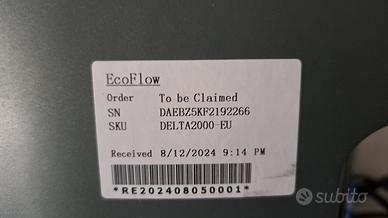 EcoFlow
Order To be Claimed
SN DAEBZ5KF2192266
SKU DELTA2000-EU
Received 8/12/2024 9:14 PM
*RE202408050001*
subito